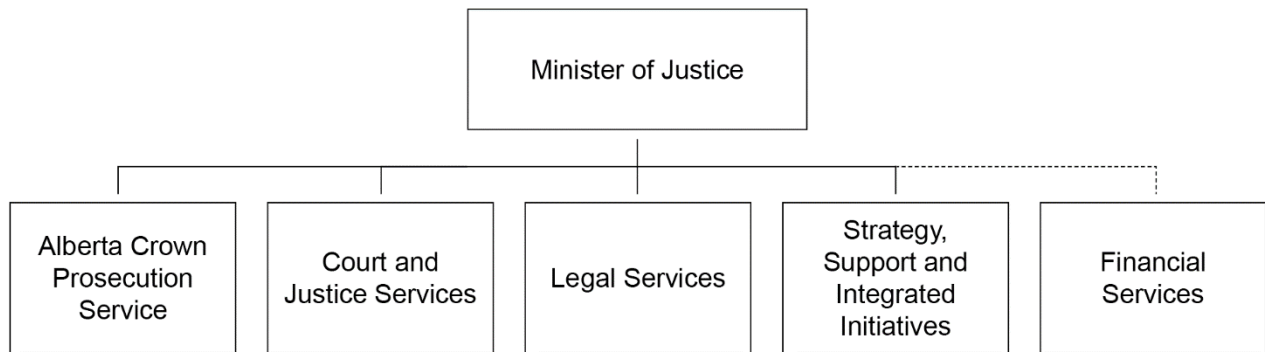 Minister of Justice
Alberta Crown
Prosecution
Service
Court and
Justice Services
Legal Services
Strategy,
Support and
Integrated
Initiatives
Financial
Services